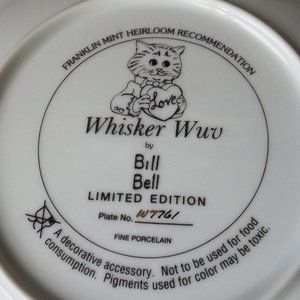 FRANKLIN MINT HEIRLOOM RECOMMENDATION
Love
Whisker Wuv
by
Bill
Bell
LIMITED EDITION
Plate No. W7761
FINE PORCELAIN
A decorative accessory. Not to be used for food
consumption. Pigments used for color may be toxic.